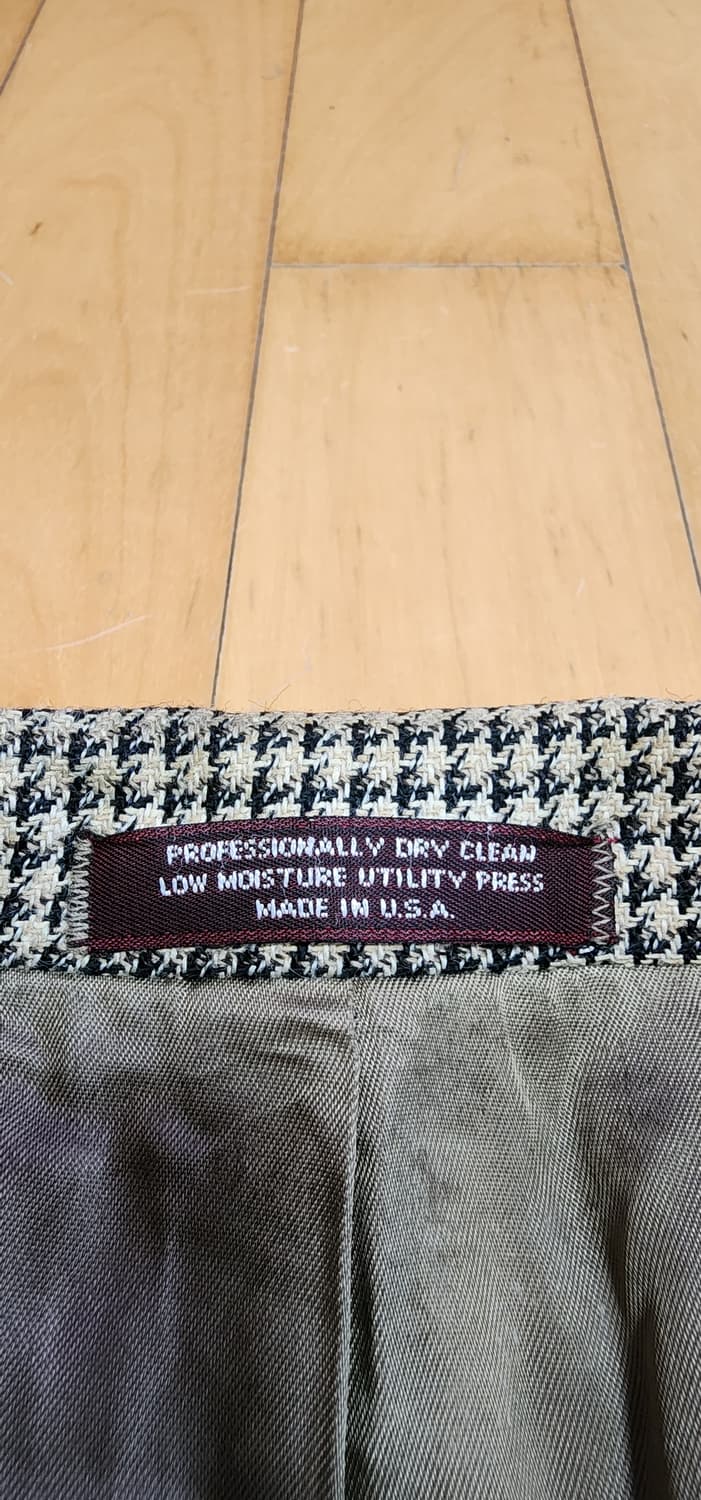 PROFESSIONALLY DRY CLEAN
LOW MOISTURE UTILITY PRESS
MADE IN U.S.A.